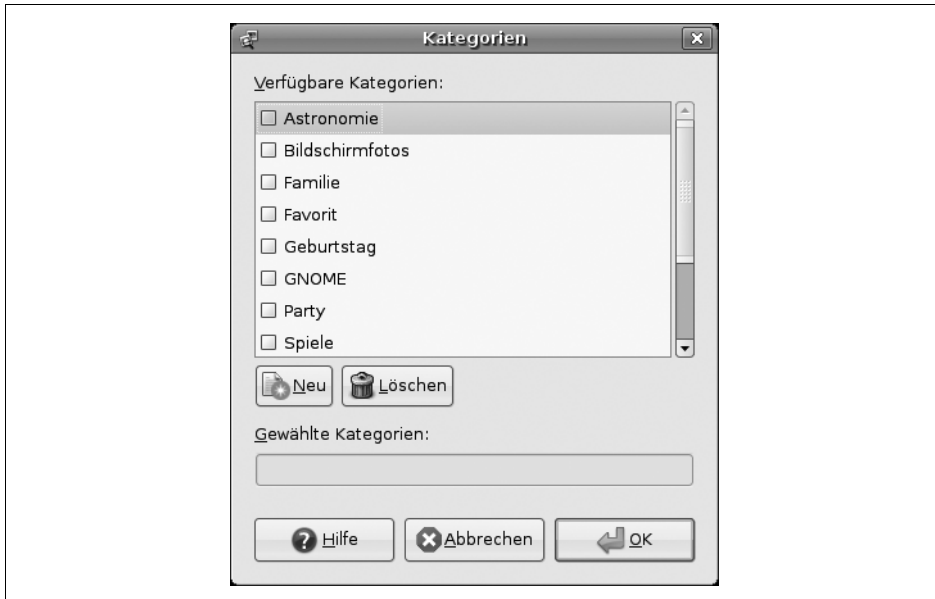 Kategorien
Verfügbare Kategorien:
Astronomie
Bildschirmfotos
Familie
Favorit
Geburtstag
GNOME
Party
Spiele
Neu Löschen
Gewählte Kategorien:
Hilfe Abbrechen OK